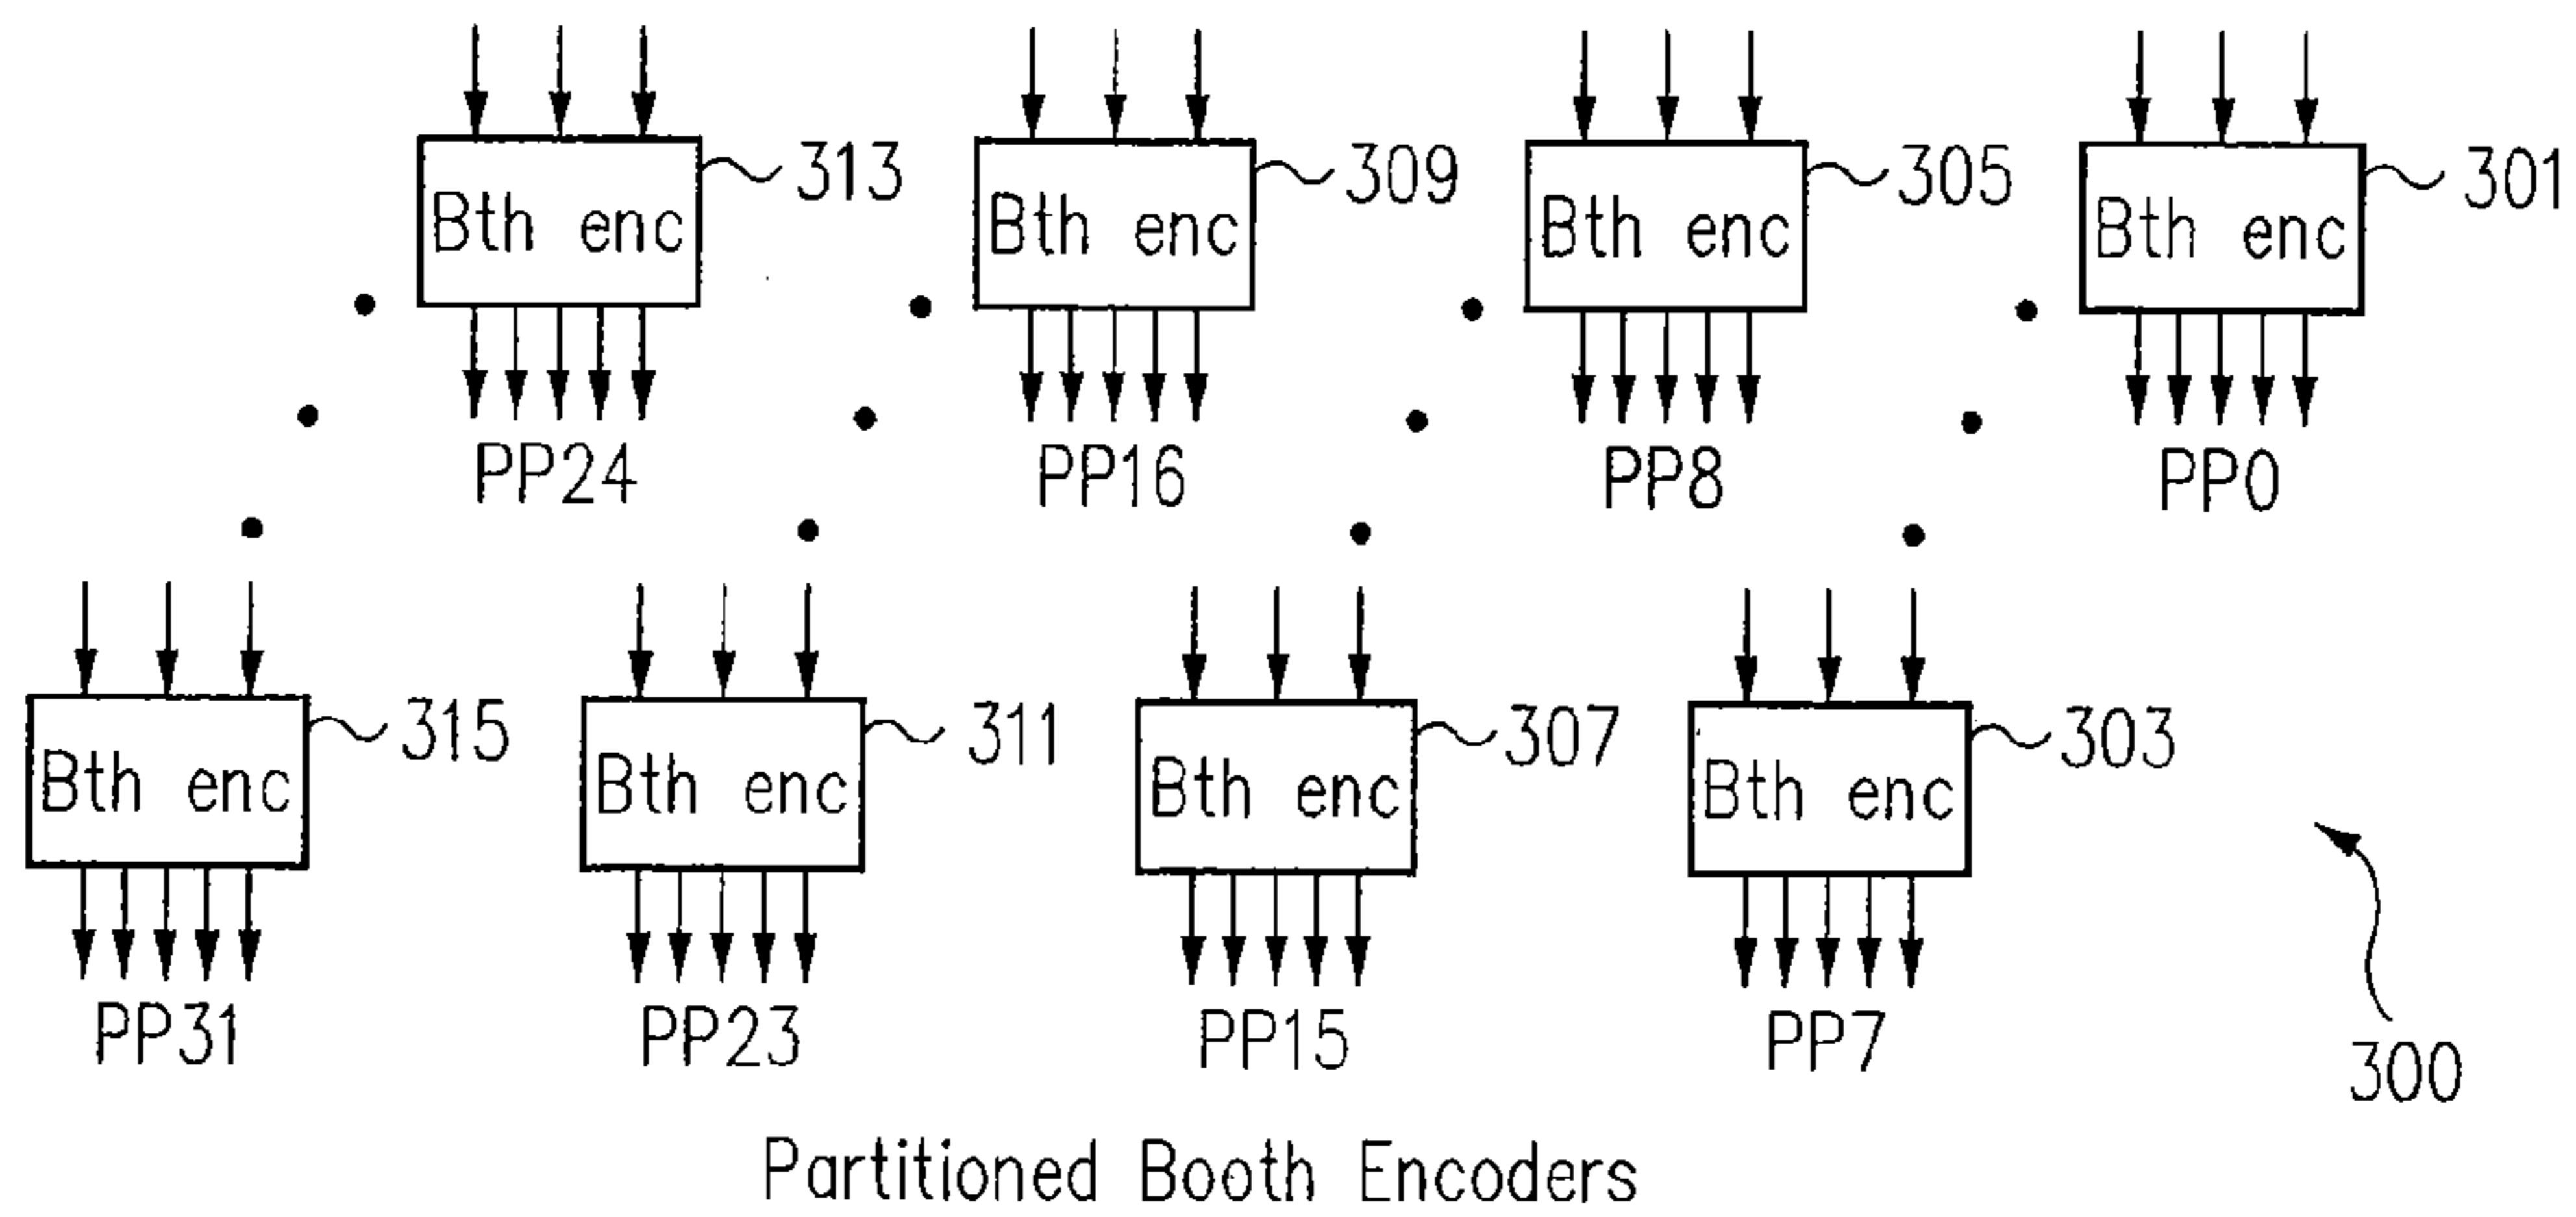 313 309 305 301
Bth enc Bth enc Bth enc Bth enc
PP24 PP16 PP8 PP0
315 311 307 303
Bth enc Bth enc Bth enc Bth enc
PP31 PP23 PP15 PP7
300
Partitioned Booth Encoders